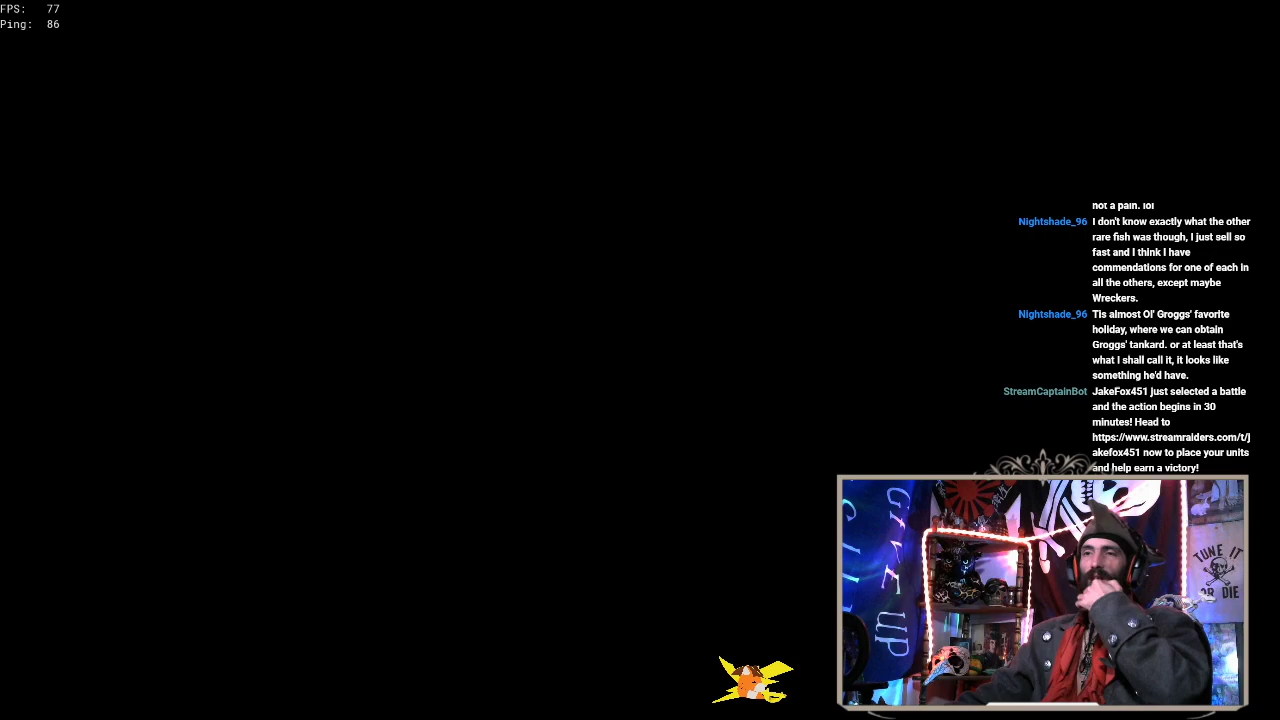 FPS: 77
Ping: 86
not a pain. lol
Nightshade_96 I don't know exactly what the other
rare fish was though, I just sell so
fast and I think I have
commendations for one of each in
all the others, except maybe
Wreckers.
Nightshade_96 Tis almost Ol' Groggs' favorite
holiday, where we can obtain
Groggs' tankard. or at least that's
what I shall call it, it looks like
something he'd have.
StreamCaptainBot JakeFox451 just selected a battle
and the action begins in 30
minutes! Head to
https://www.streamraiders.com/t/j
akefox451 now to place your units
and help earn a victory!
GIVE UP
TUNE IT
OR DIE